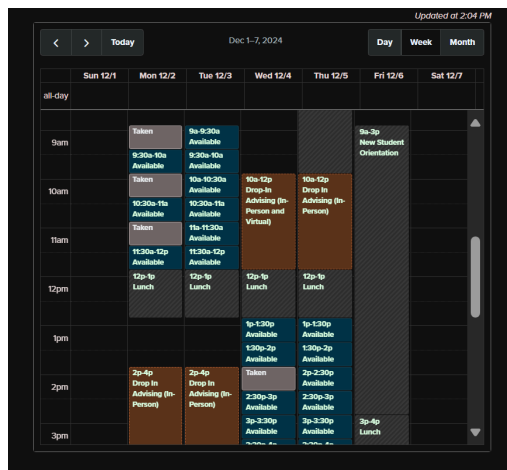 Updated at 2:04 PM
Today
Dec 1–7, 2024
Day Week Month
Sun 12/1 Mon 12/2 Tue 12/3 Wed 12/4 Thu 12/5 Fri 12/6 Sat 12/7
all-day
9am
10am
11am
12pm
1pm
2pm
3pm
Taken
9:30a-10a
Available
Taken
10:30a-11a
Available
Taken
11:30a-12p
Available
12p-1p
Lunch
2p-4p
Drop In
Advising (In-
Person)
9a-9:30a
Available
9:30a-10a
Available
10a-10:30a
Available
10:30a-11a
Available
11a-11:30a
Available
11:30a-12p
Available
12p-1p
Lunch
2p-4p
Drop In
Advising (In-
Person)
10a-12p
Drop-In
Advising (In-
Person and
Virtual)
12p-1p
Lunch
1p-1:30p
Available
1:30p-2p
Available
Taken
2:30p-3p
Available
3p-3:30p
Available
10a-12p
Drop In
Advising (In-
Person)
12p-1p
Lunch
1p-1:30p
Available
1:30p-2p
Available
2p-2:30p
Available
2:30p-3p
Available
3p-3:30p
Available
9a-3p
New Student
Orientation
3p-4p
Lunch